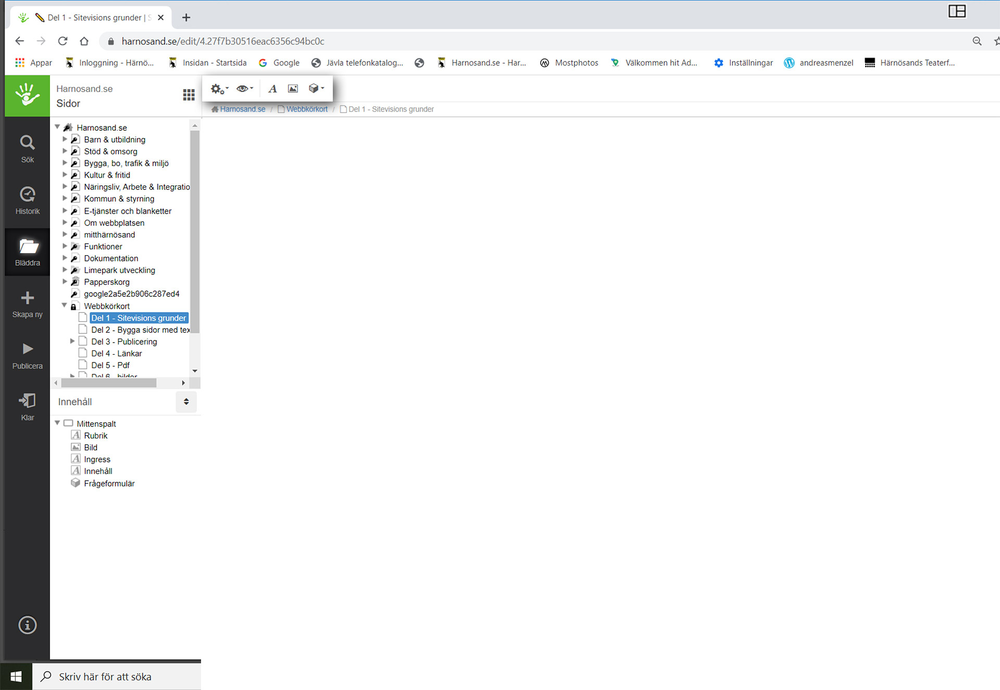 Del 1 - Sitevisions grunder | S
harnosand.se/edit/4.27f7b30516eac6356c94bc0c
Appar
Inloggning - Härnö...
Insidan - Startsida
Google
Jävla telefonkatalog...
Harnosand.se - Har...
Mostphotos
Välkommen hit Ad...
Inställningar
andreasmenzel
Härnösands Teaterf...
Harnosand.se
Sidor
Harnosand.se / Webbkörkort / Del 1 - Sitevisions grunder
Sök
Historik
Bläddra
Skapa ny
Publicera
Klar
Harnosand.se
Barn & utbildning
Stöd & omsorg
Bygga, bo, trafik & miljö
Kultur & fritid
Näringsliv, Arbete & Integratio
Kommun & styrning
E-tjänster och blanketter
Om webbplatsen
mitthärnösand
Funktioner
Dokumentation
Limepark utveckling
Papperskorg
google2a5e2b906c287ed4
Webbkörkort
Del 1 - Sitevisions grunder
Del 2 - Bygga sidor med tex
Del 3 - Publicering
Del 4 - Länkar
Del 5 - Pdf
Del 6 - bilder
Innehåll
Mittenspalt
Rubrik
Bild
Ingress
Innehåll
Frågeformulär
Skriv här för att söka